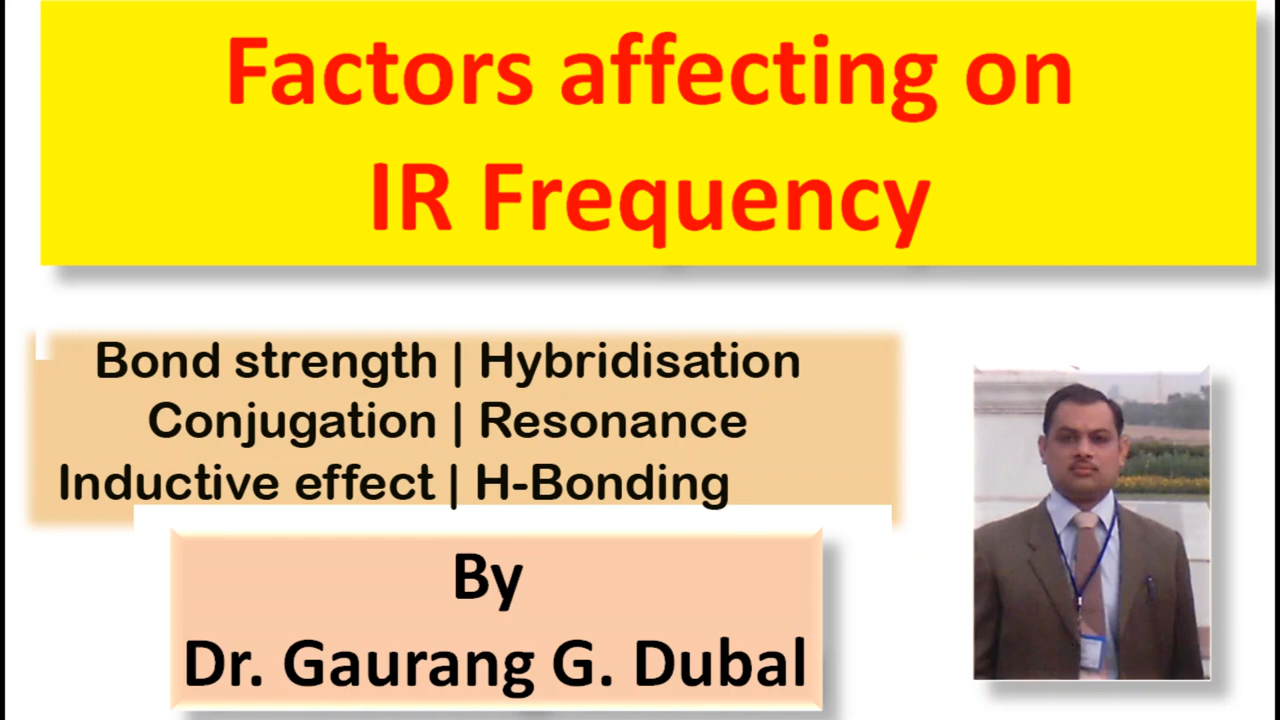 Factors affecting on
IR Frequency
Bond strength | Hybridisation
Conjugation | Resonance
Inductive effect | H-Bonding
By
Dr. Gaurang G. Dubal